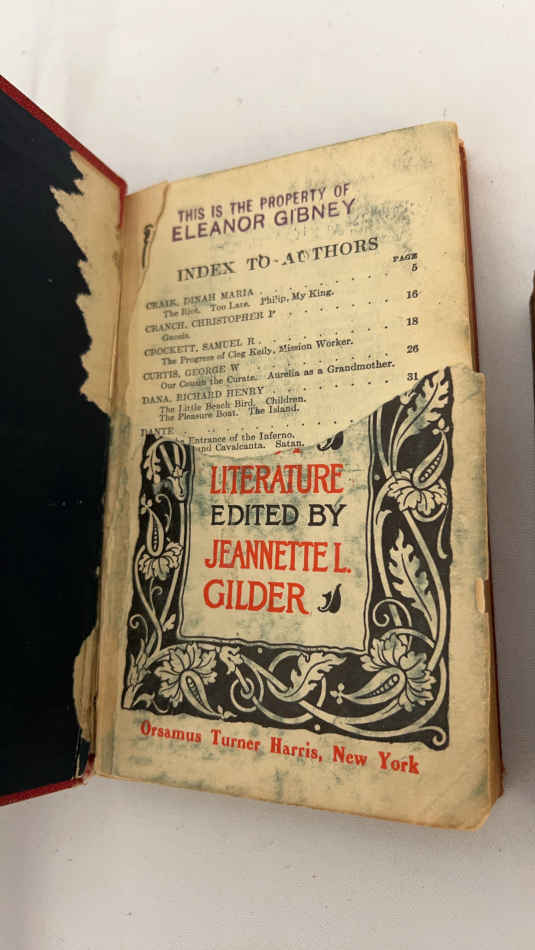 THIS IS THE PROPERTY OF
ELEANOR GIBNEY
INDEX TO AUTHORS
PAGE
CRAIK, DINAH MARIA . . . . . . . 5
The Rice. Too Late. Philip, My King.
CRANCH, CHRISTOPHER P . . . . . . 16
Gnosis.
CROCKETT, SAMUEL R. . . . . . . 18
The Progress of Cleg Kelly, Mission Worker.
CURTIS, GEORGE W . . . . . . . 26
Our Cousin the Curate. Aurelia as a Grandmother.
DANA, RICHARD HENRY . . . . . . 31
The Little Beach Bird. Children.
The Pleasure Boat. The Island.
DANTE . . . . . .
Entrance of the Inferno.
and Cavalcanta. Satan.
LITERATURE
EDITED BY
JEANNETTE L.
GILDER
Orsamus Turner Harris, New York